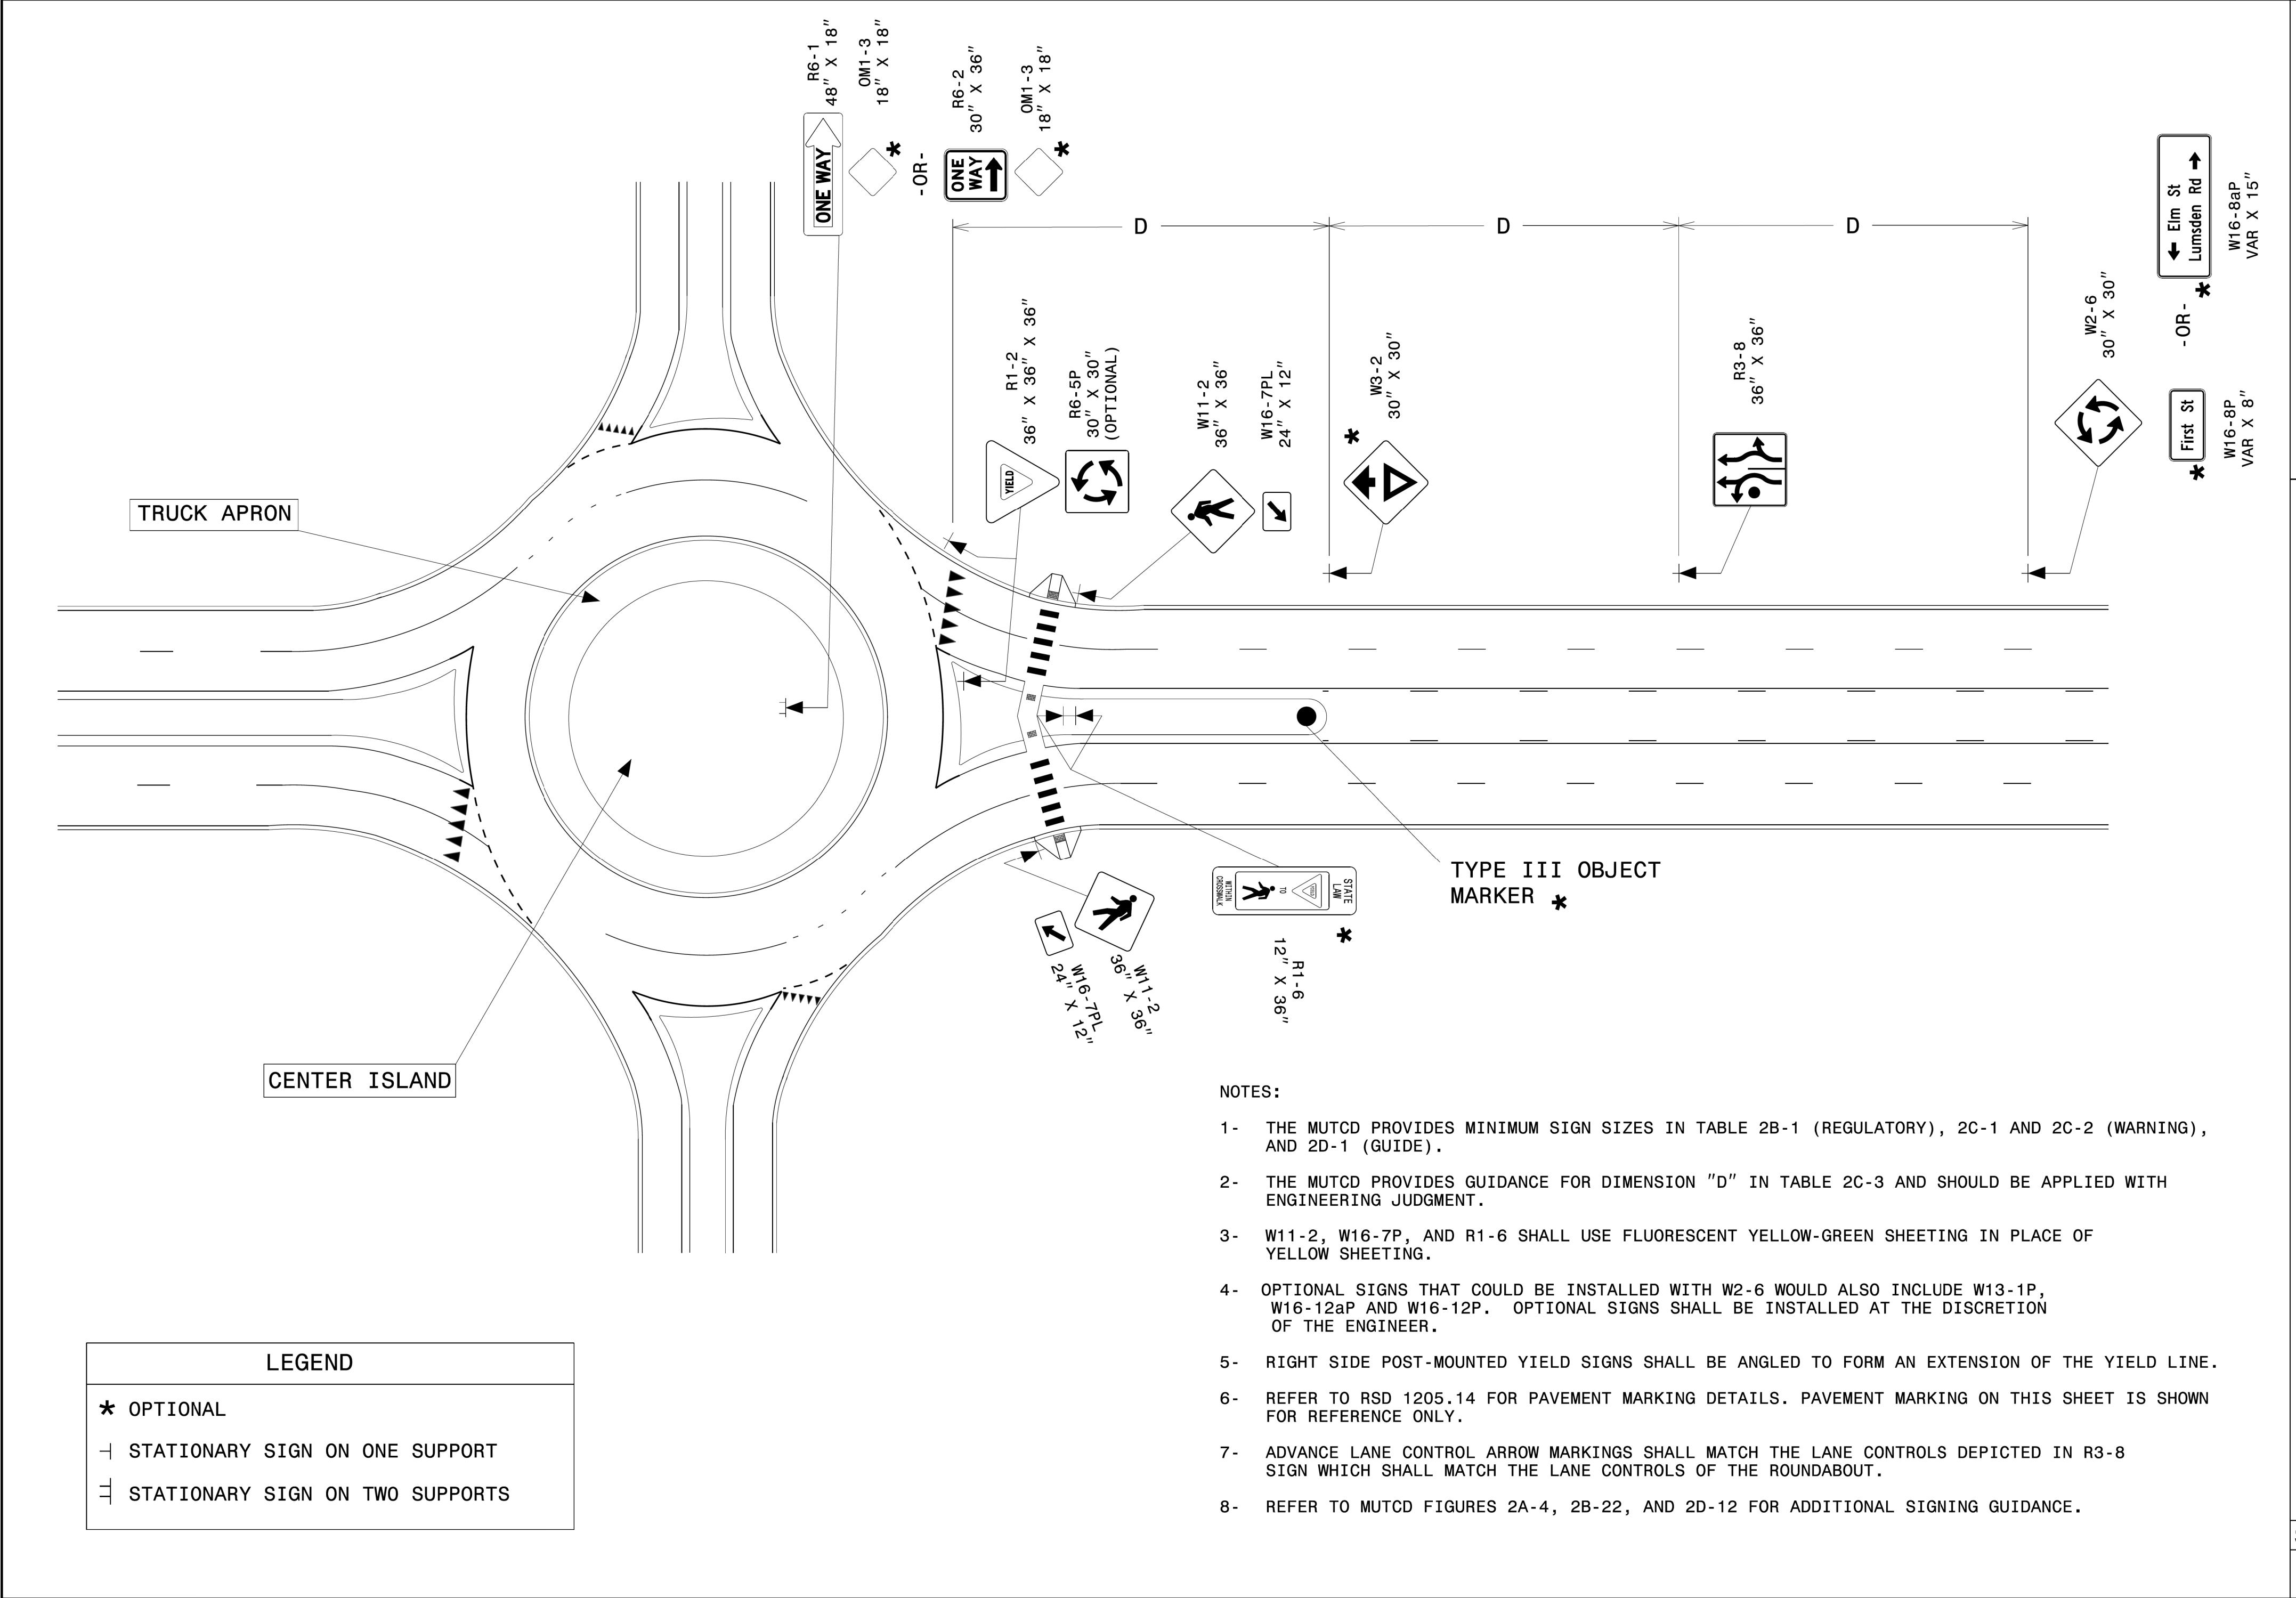 R6-1
48" X 18"
OM1-3
18" X 18"
*
-OR-
R6-2
30" X 36"
OM1-3
18" X 18"
*
ONE WAY
ONE
WAY
D
D
D
R1-2
36" X 36" X 36"
R6-5P
30" X 30"
(OPTIONAL)
YIELD
W11-2
36" X 36"
W16-7PL
24" X 12"
W3-2
30" X 30"
*
R3-8
36" X 36"
W2-6
30" X 30"
Elm St
Lumsden Rd
*
W16-8aP
VAR X 15"
-OR-
First St
*
W16-8P
VAR X 8"
TRUCK APRON
CENTER ISLAND
TYPE III OBJECT
MARKER *
STATE
LAW
YIELD
TO
WITHIN
CROSSWALK
*
R1-6
12" X 36"
W11-2
36" X 36"
W16-7PL
24" X 12"
NOTES:
1- THE MUTCD PROVIDES MINIMUM SIGN SIZES IN TABLE 2B-1 (REGULATORY), 2C-1 AND 2C-2 (WARNING),
AND 2D-1 (GUIDE).
2- THE MUTCD PROVIDES GUIDANCE FOR DIMENSION "D" IN TABLE 2C-3 AND SHOULD BE APPLIED WITH
ENGINEERING JUDGMENT.
3- W11-2, W16-7P, AND R1-6 SHALL USE FLUORESCENT YELLOW-GREEN SHEETING IN PLACE OF
YELLOW SHEETING.
4- OPTIONAL SIGNS THAT COULD BE INSTALLED WITH W2-6 WOULD ALSO INCLUDE W13-1P,
W16-12aP AND W16-12P. OPTIONAL SIGNS SHALL BE INSTALLED AT THE DISCRETION
OF THE ENGINEER.
5- RIGHT SIDE POST-MOUNTED YIELD SIGNS SHALL BE ANGLED TO FORM AN EXTENSION OF THE YIELD LINE.
6- REFER TO RSD 1205.14 FOR PAVEMENT MARKING DETAILS. PAVEMENT MARKING ON THIS SHEET IS SHOWN
FOR REFERENCE ONLY.
7- ADVANCE LANE CONTROL ARROW MARKINGS SHALL MATCH THE LANE CONTROLS DEPICTED IN R3-8
SIGN WHICH SHALL MATCH THE LANE CONTROLS OF THE ROUNDABOUT.
8- REFER TO MUTCD FIGURES 2A-4, 2B-22, AND 2D-12 FOR ADDITIONAL SIGNING GUIDANCE.
LEGEND
* OPTIONAL
STATIONARY SIGN ON ONE SUPPORT
STATIONARY SIGN ON TWO SUPPORTS